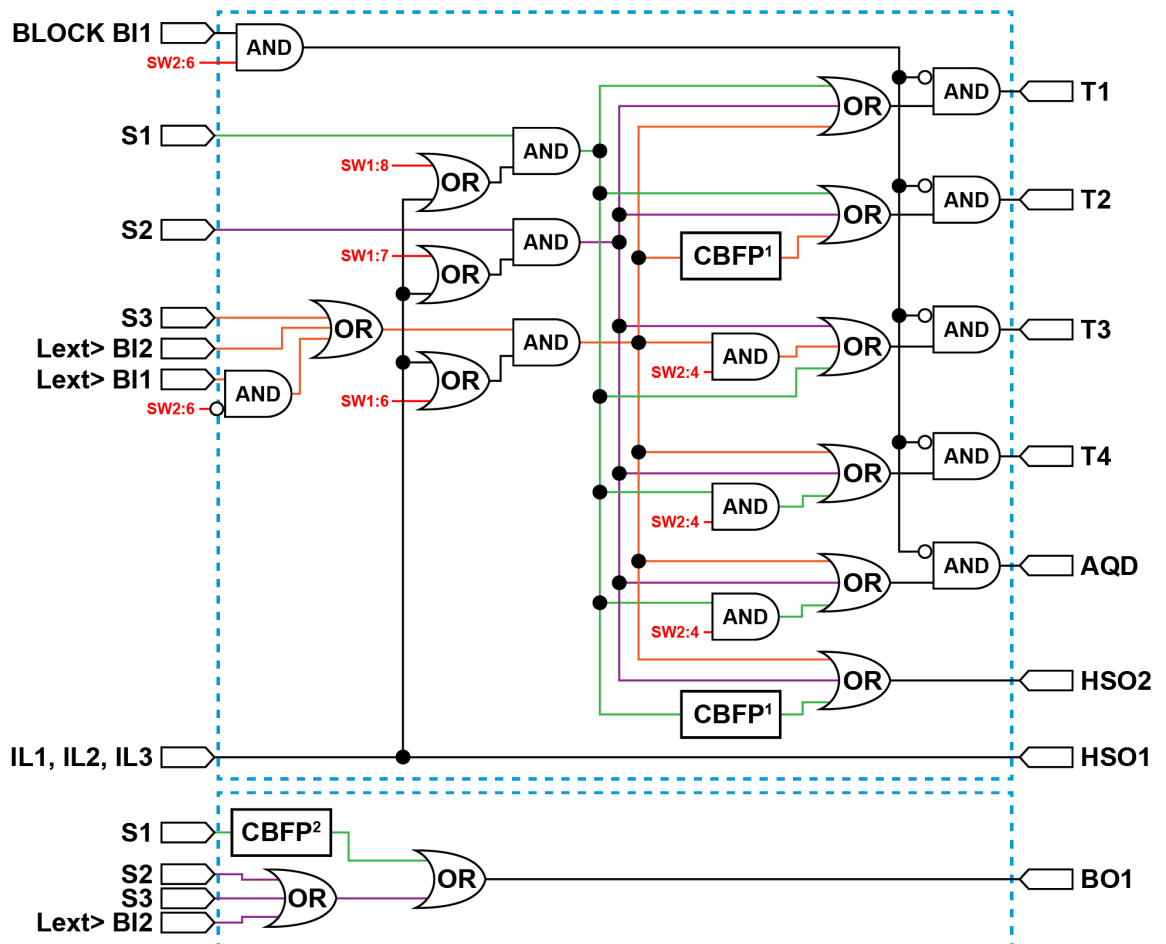 BLOCK BI1
SW2:6
AND
S1
SW1:8
OR
AND
S2
SW1:7
OR
AND
S3
Lext> BI2
Lext> BI1
SW2:6
AND
OR
SW1:6
OR
AND
OR
AND
T1
CBFP¹
OR
AND
T2
SW2:4
AND
OR
AND
T3
SW2:4
AND
OR
AND
T4
SW2:4
AND
OR
AND
AQD
CBFP¹
OR
HSO2
IL1, IL2, IL3
HSO1
S1
CBFP²
S2
S3
Lext> BI2
OR
OR
BO1